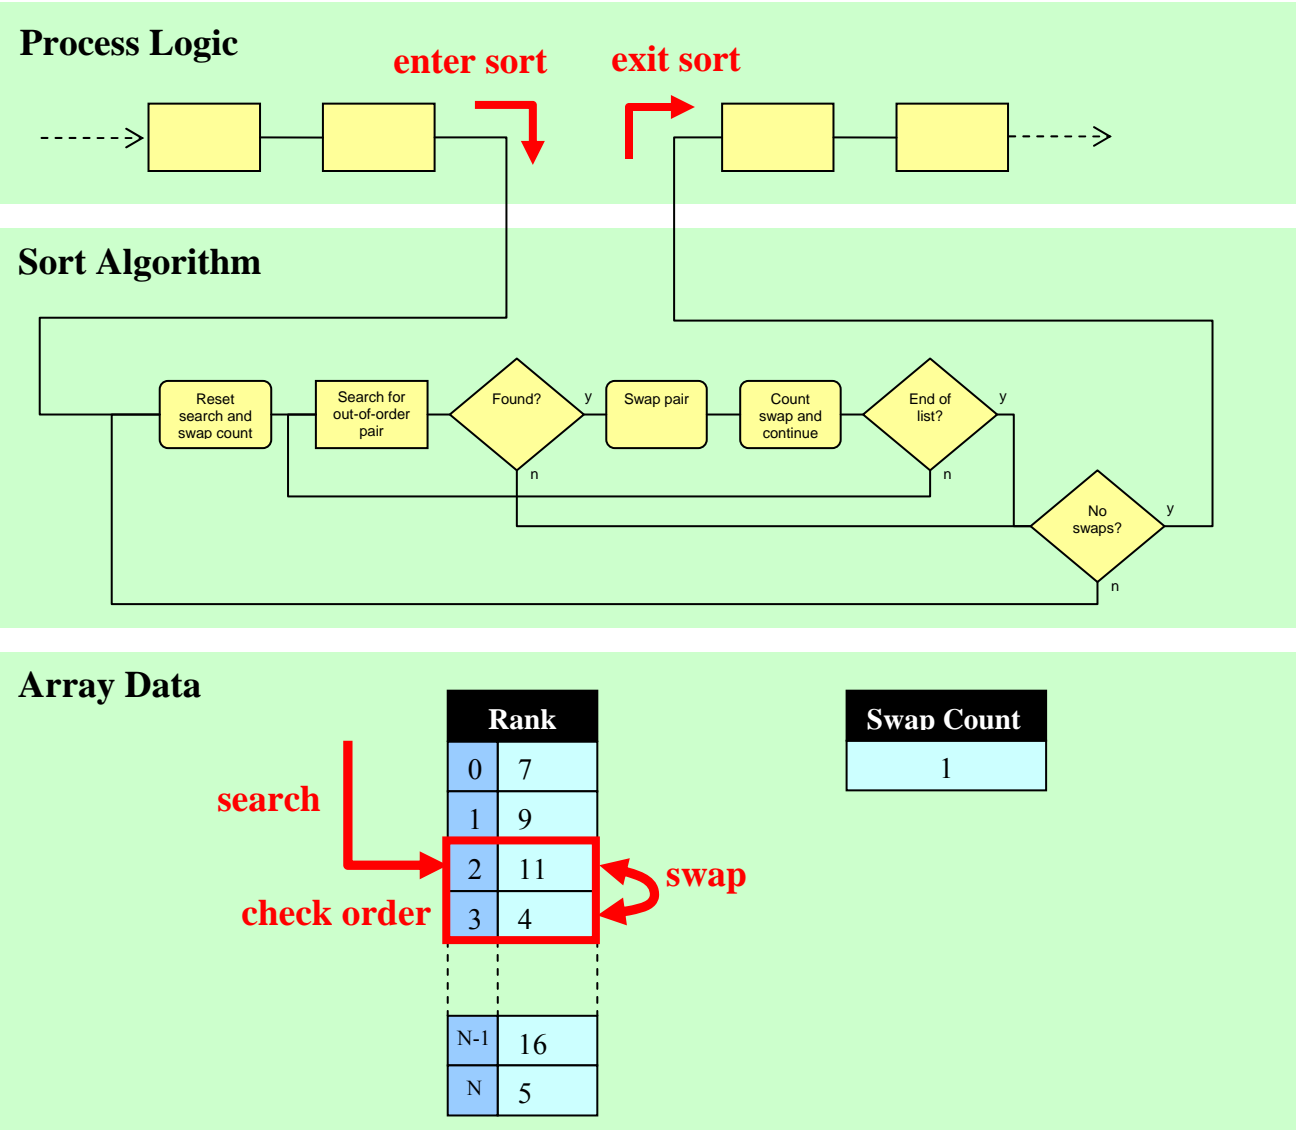 Process Logic
enter sort
exit sort
Sort Algorithm
Reset
search and
swap count
Search for
out-of-order
pair
Found?
y
n
Swap pair
Count
swap and
continue
End of
list?
y
n
No
swaps?
y
n
Array Data
Rank
0 7
1 9
2 11
3 4
N-1 16
N 5
search
check order
swap
Swap Count
1